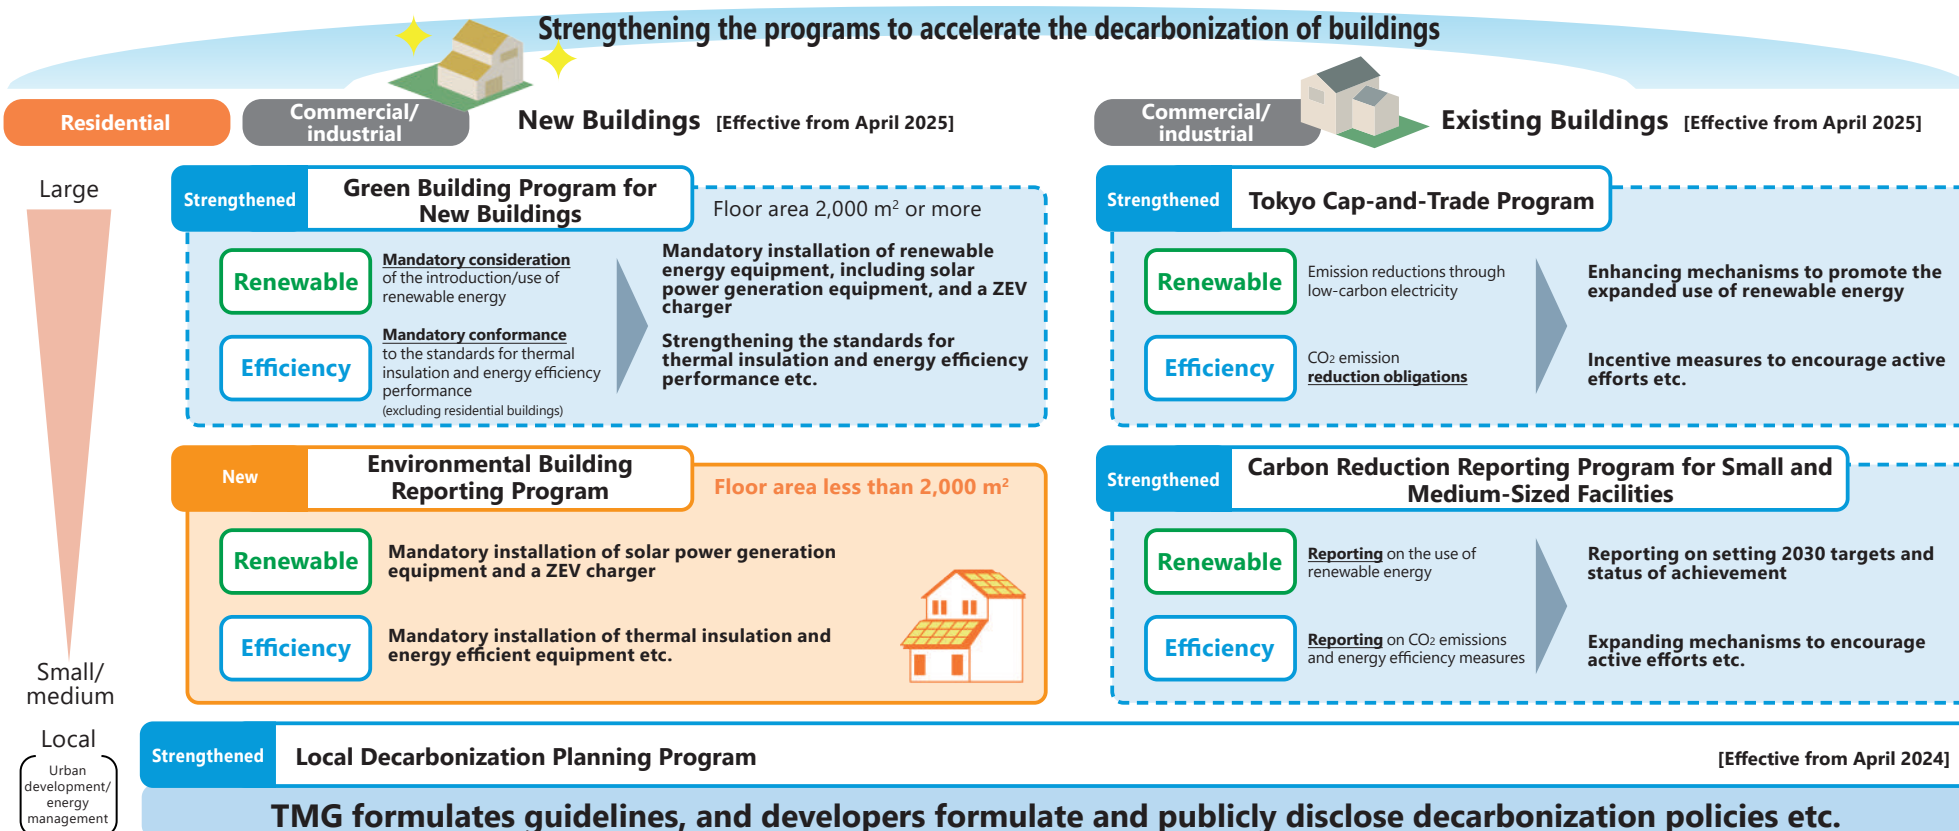 Strengthening the programs to accelerate the decarbonization of buildings
Residential
Commercial/
industrial
New Buildings [Effective from April 2025]
Commercial/
industrial
Existing Buildings [Effective from April 2025]
Large
Small/
medium
Strengthened
Green Building Program for
New Buildings
Floor area 2,000 m² or more
Renewable
Mandatory consideration
of the introduction/use of
renewable energy
Mandatory installation of renewable
energy equipment, including solar
power generation equipment, and a ZEV
charger
Efficiency
Mandatory conformance
to the standards for thermal
insulation and energy efficiency
performance
(excluding residential buildings)
Strengthening the standards for
thermal insulation and energy efficiency
performance etc.
New
Environmental Building
Reporting Program
Floor area less than 2,000 m²
Renewable
Mandatory installation of solar power generation
equipment and a ZEV charger
Efficiency
Mandatory installation of thermal insulation and
energy efficient equipment etc.
Strengthened
Tokyo Cap-and-Trade Program
Renewable
Emission reductions through
low-carbon electricity
Enhancing mechanisms to promote the
expanded use of renewable energy
Efficiency
CO₂ emission
reduction obligations
Incentive measures to encourage active
efforts etc.
Strengthened
Carbon Reduction Reporting Program for Small and
Medium-Sized Facilities
Renewable
Reporting on the use of
renewable energy
Reporting on setting 2030 targets and
status of achievement
Efficiency
Reporting on CO₂ emissions
and energy efficiency measures
Expanding mechanisms to encourage
active efforts etc.
Local
Urban
development/
energy
management
Strengthened
Local Decarbonization Planning Program
[Effective from April 2024]
TMG formulates guidelines, and developers formulate and publicly disclose decarbonization policies etc.